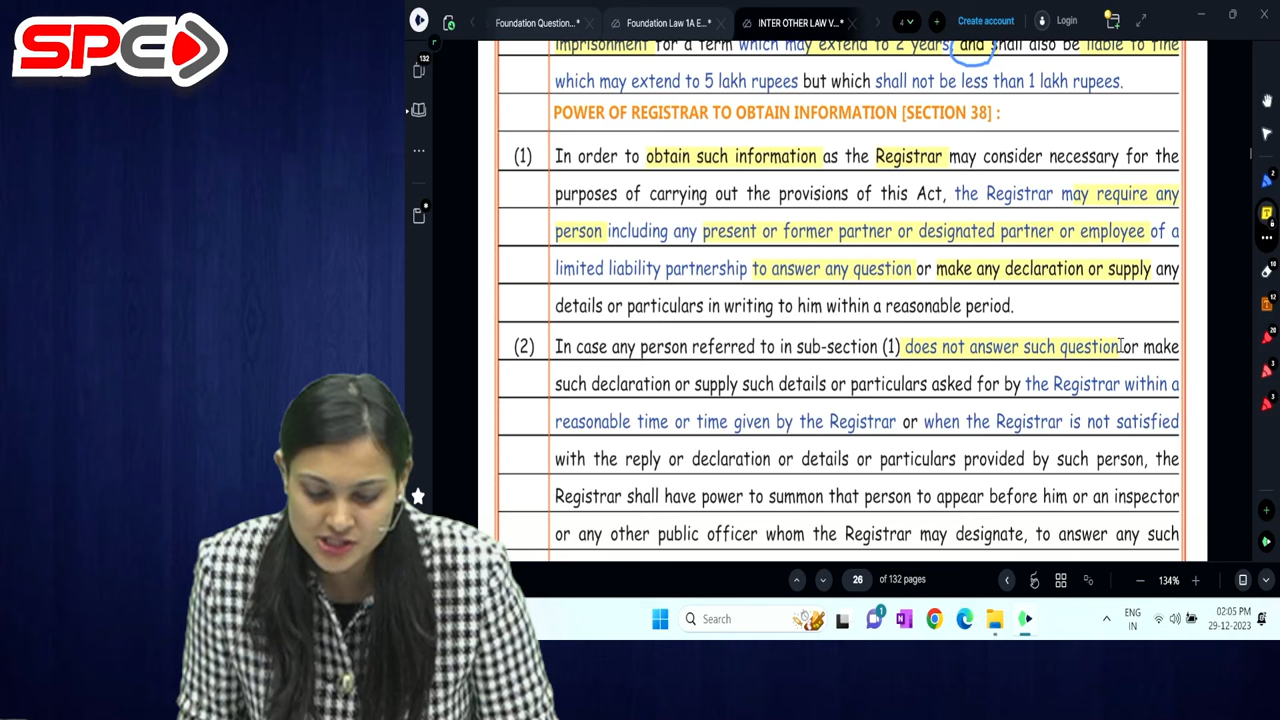 SPC
Foundation Question...*
Foundation Law 1A E...*
INTER OTHER LAW V...*
4
Create account
Login
132
imprisonment for a term which may extend to 2 years and shall also be liable to fine
which may extend to 5 lakh rupees but which shall not be less than 1 lakh rupees.
POWER OF REGISTRAR TO OBTAIN INFORMATION [SECTION 38] :
(1) In order to obtain such information as the Registrar may consider necessary for the
purposes of carrying out the provisions of this Act, the Registrar may require any
person including any present or former partner or designated partner or employee of a
limited liability partnership to answer any question or make any declaration or supply any
details or particulars in writing to him within a reasonable period.
(2) In case any person referred to in sub-section (1) does not answer such question or make
such declaration or supply such details or particulars asked for by the Registrar within a
reasonable time or time given by the Registrar or when the Registrar is not satisfied
with the reply or declaration or details or particulars provided by such person, the
Registrar shall have power to summon that person to appear before him or an inspector
or any other public officer whom the Registrar may designate, to answer any such
26 of 132 pages
134%
Search
ENG
IN
02:05 PM
29-12-2023